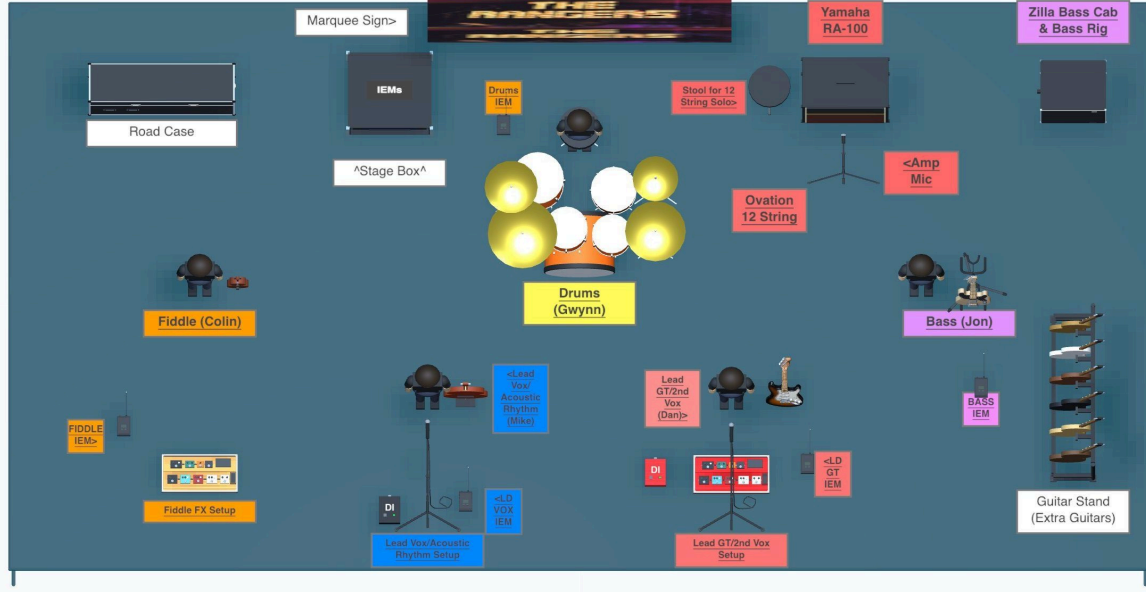 Marquee Sign>
THE
RANGERS
Yamaha
RA-100
Zilla Bass Cab
& Bass Rig
IEMs
Drums
IEM
Stool for 12
String Solo>
Road Case
^Stage Box^
<Amp
Mic
Ovation
12 String
Drums
(Gwynn)
Fiddle (Colin)
Bass (Jon)
<Lead
Vox/
Acoustic
Rhythm
(Mike)
Lead
GT/2nd
Vox
(Dan)>
BASS
IEM
FIDDLE
IEM>
DI
<LD
GT
IEM
DI
<LD
VOX
IEM
Fiddle FX Setup
Guitar Stand
(Extra Guitars)
Lead Vox/Acoustic
Rhythm Setup
Lead GT/2nd Vox
Setup